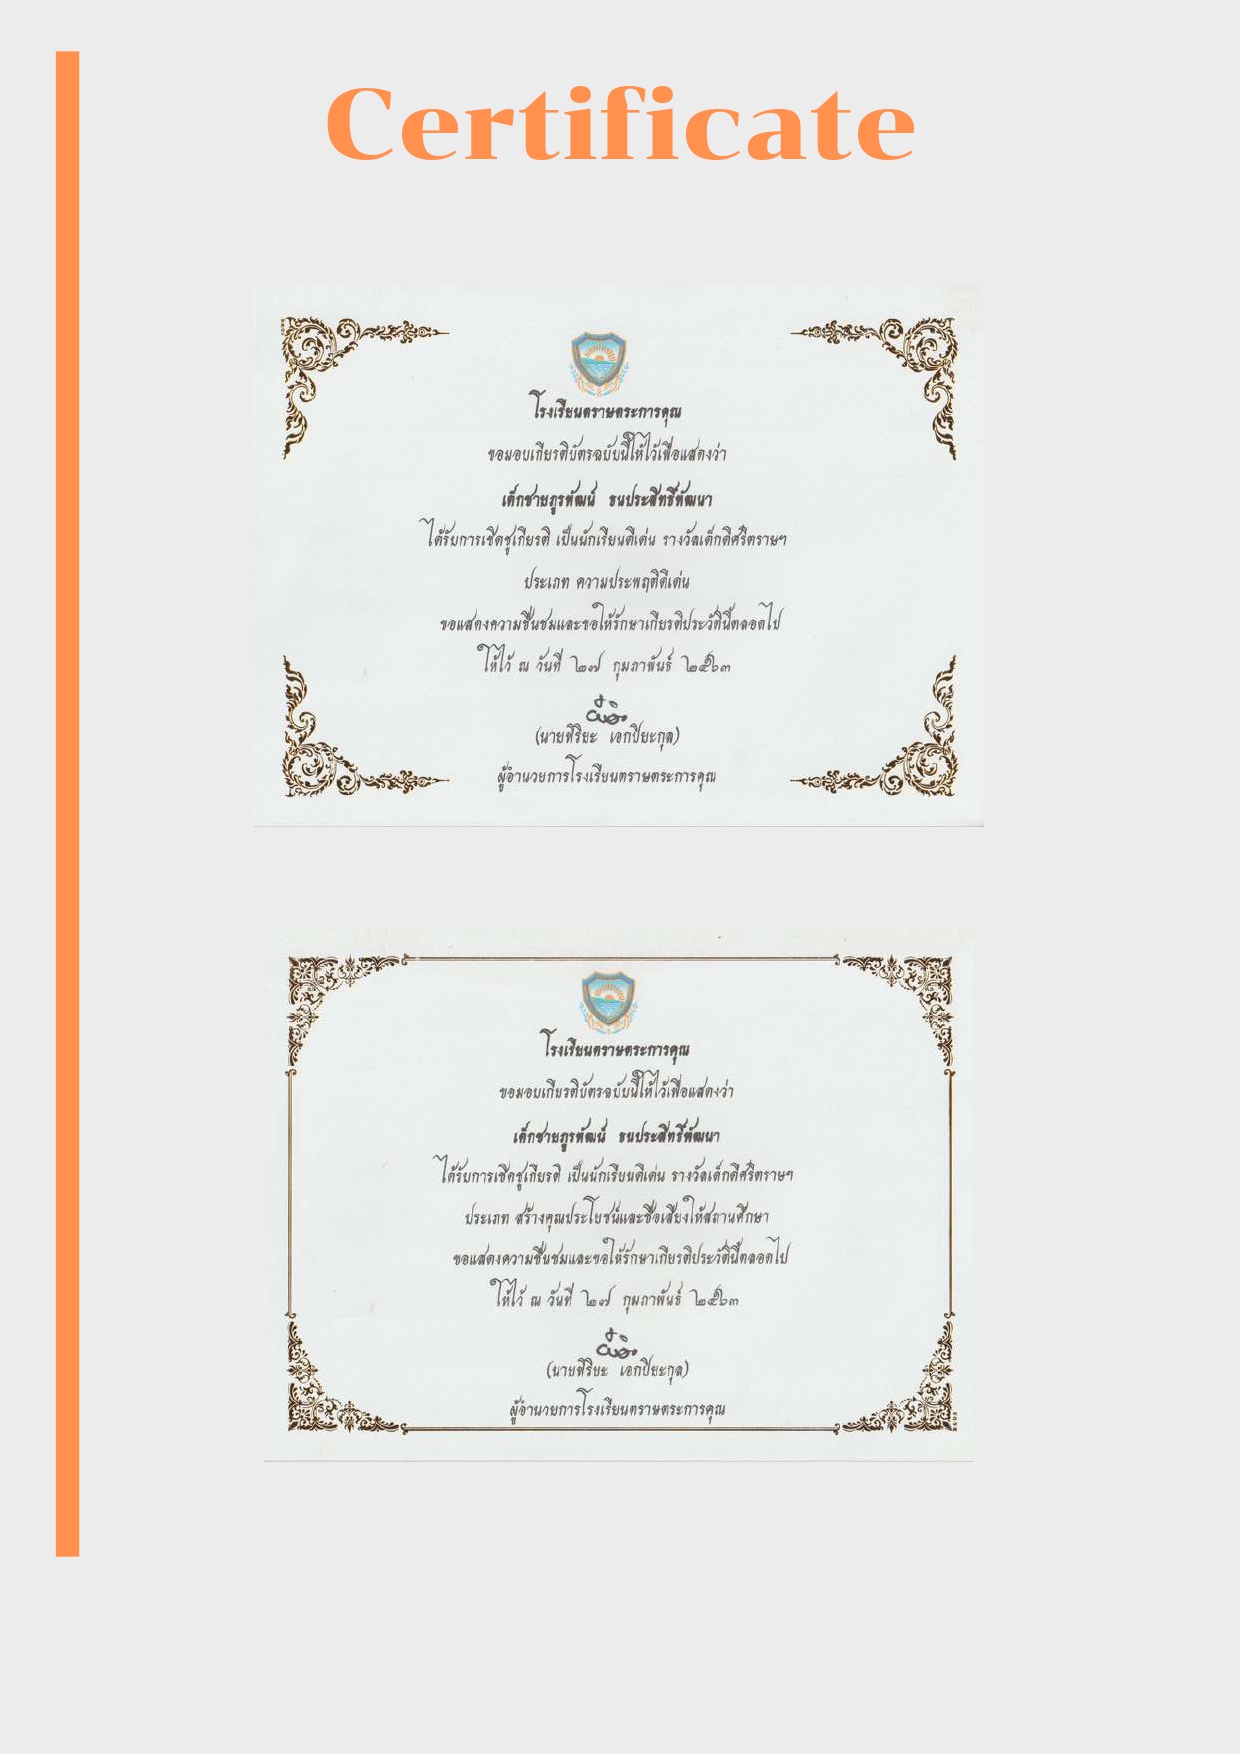 Certificate
โรงเรียนตราษตระการคุณ
ขอมอบเกียรติบัตรฉบับนี้ให้ไว้เพื่อแสดงว่า
เด็กชายภูรพัฒน์ ธนประสิทธิ์พัฒนา
ได้รับการเชิดชูเกียรติ เป็นนักเรียนดีเด่น รางวัลเด็กดีศรีตราษฯ
ประเภท ความประพฤติดีเด่น
ขอแสดงความชื่นชมและขอให้รักษาเกียรติประวัตินี้ตลอดไป
ให้ไว้ ณ วันที่ ๒๗ กุมภาพันธ์ ๒๕๖๓
(นายพิริยะ เอกปิยะกุล)
ผู้อำนวยการโรงเรียนตราษตระการคุณ
โรงเรียนตราษตระการคุณ
ขอมอบเกียรติบัตรฉบับนี้ให้ไว้เพื่อแสดงว่า
เด็กชายภูรพัฒน์ ธนประสิทธิ์พัฒนา
ได้รับการเชิดชูเกียรติ เป็นนักเรียนดีเด่น รางวัลเด็กดีศรีตราษฯ
ประเภท สร้างคุณประโยชน์และชื่อเสียงให้สถานศึกษา
ขอแสดงความชื่นชมและขอให้รักษาเกียรติประวัตินี้ตลอดไป
ให้ไว้ ณ วันที่ ๒๗ กุมภาพันธ์ ๒๕๖๓
(นายพิริยะ เอกปิยะกุล)
ผู้อำนวยการโรงเรียนตราษตระการคุณ